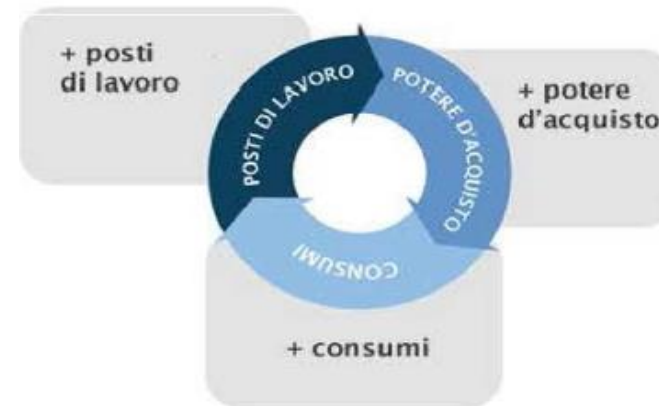 + posti
di lavoro
POSTI DI LAVORO
POTERE D'ACQUISTO
+ potere
d'acquisto
CONSUMI
+ consumi